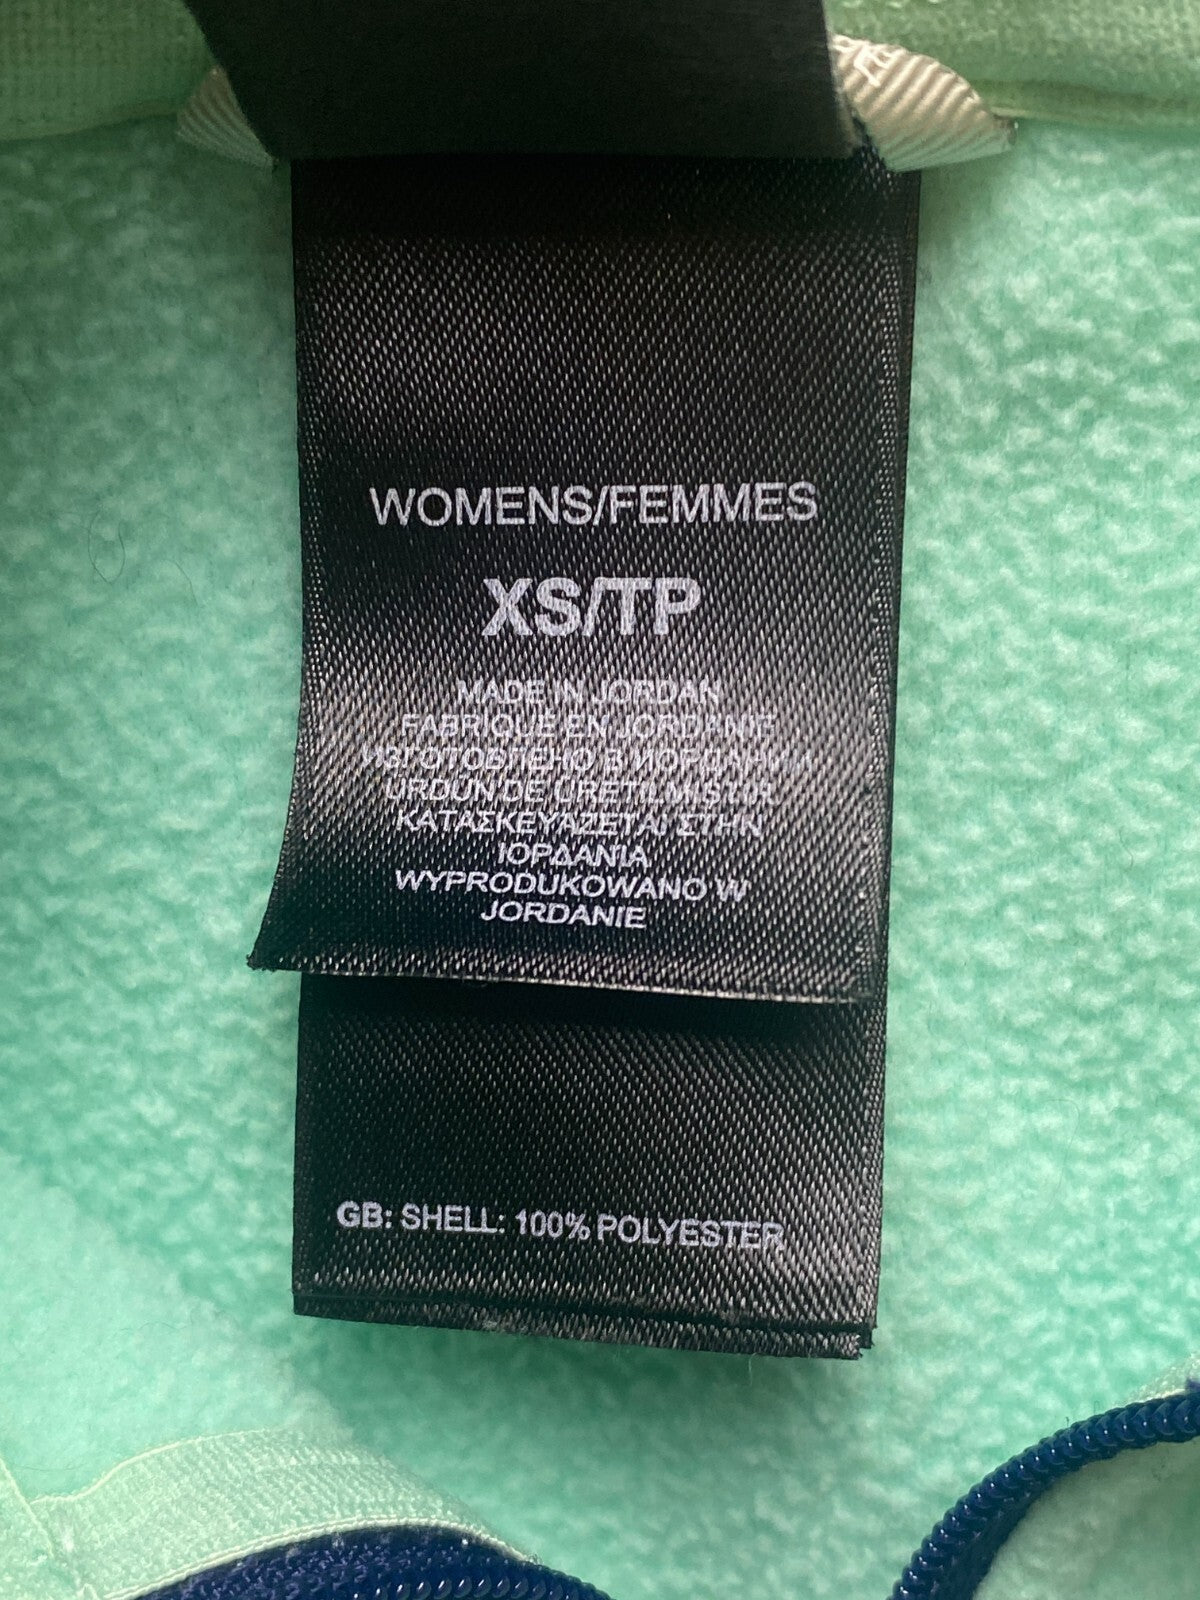 WOMENS/FEMMES
XS/TP
MADE IN JORDAN
FABRIQUÉ EN JORDANIE
ИЗГОТОВЛЕНО В ИОРДАНИИ
ÜRDÜN'DE ÜRETILMISTIR
ΚΑΤΑΣΚΕΥΑΖΕΤΑΙ ΣΤΗΝ
ΙΟΡΔΑΝΙΑ
WYPRODUKOWANO W
JORDANIE
GB: SHELL: 100% POLYESTER